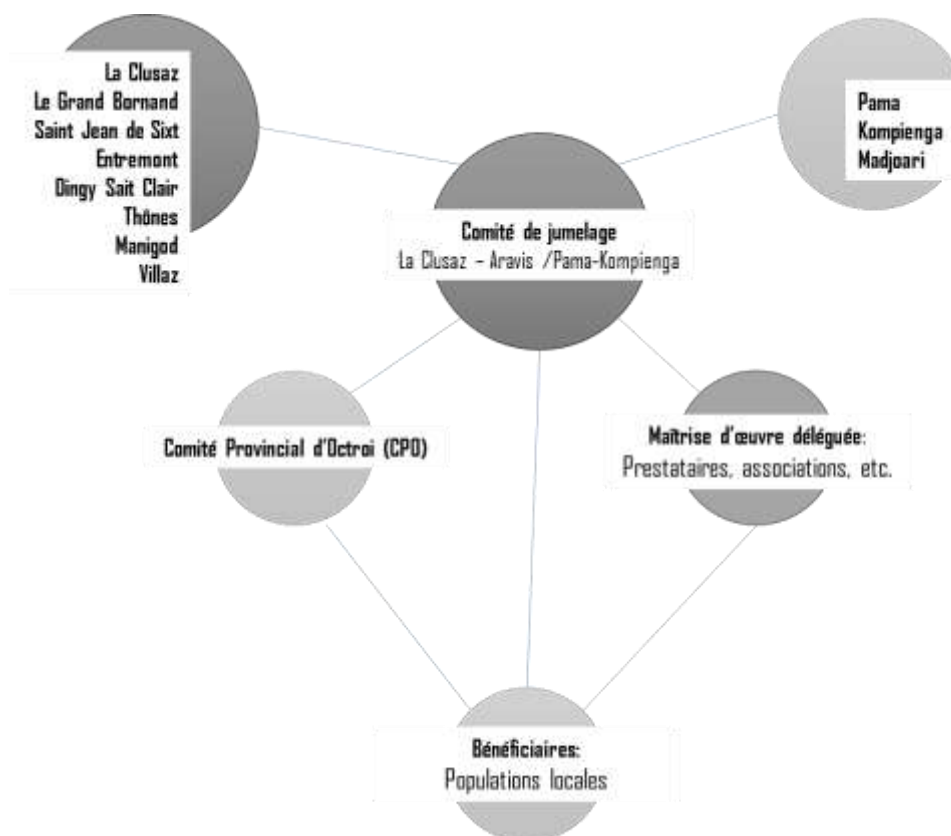 La Clusaz
Le Grand Bornand
Saint Jean de Sixt
Entremont
Dingy Sait Clair
Thônes
Manigod
Villaz
Pama
Kompienga
Madjoari
Comité de jumelage
La Clusaz – Aravis /Pama-Kompienga
Comité Provincial d'Octroi (CPO)
Maîtrise d'œuvre déléguée:
Prestataires, associations, etc.
Bénéficiaires:
Populations locales